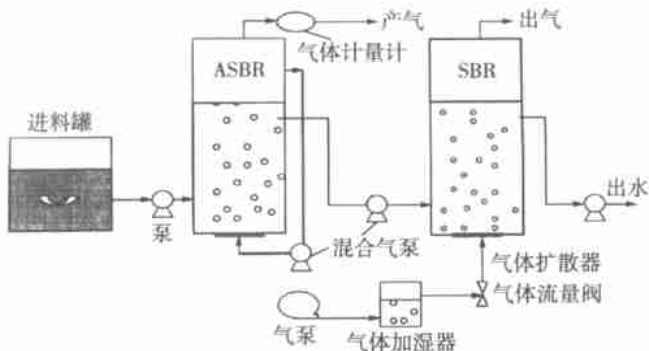 产气
出气
气体计量计
ASBR
SBR
进料罐
泵
出水
混合气泵
气体扩散器
气体流量阀
气泵
气体加湿器